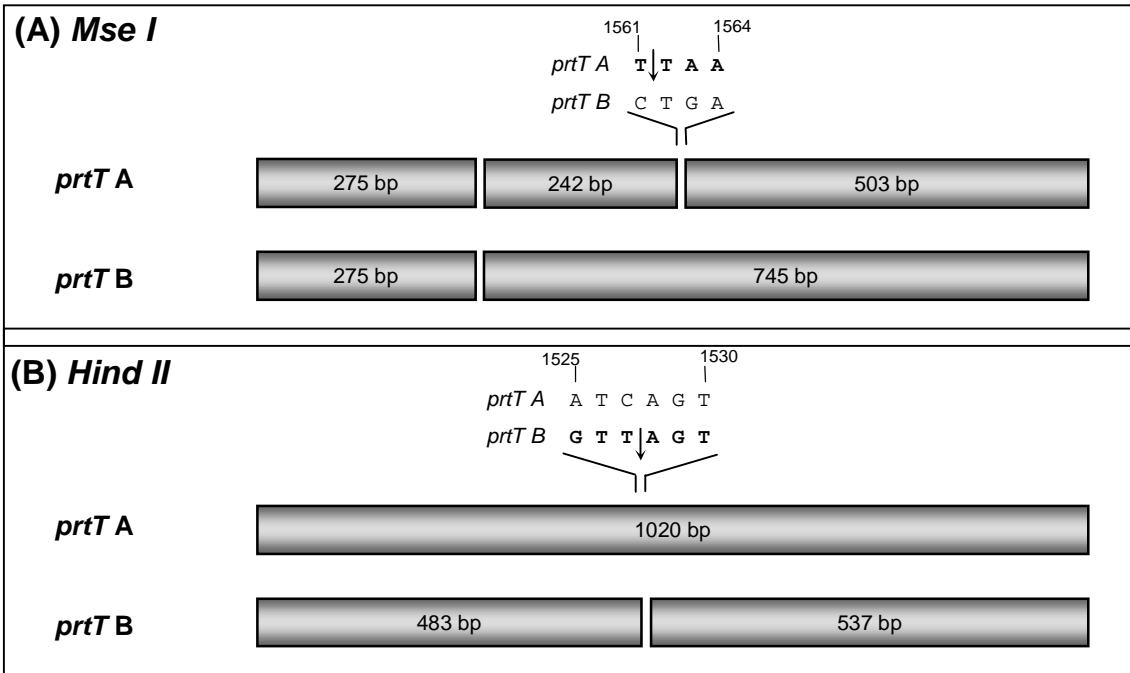 (A) Mse I
1561 1564
prtT A T T A A
prtT B C T G A
prtT A 275 bp 242 bp 503 bp
prtT B 275 bp 745 bp
(B) Hind II
1525 1530
prtT A A T C A G T
prtT B G T T A G T
prtT A 1020 bp
prtT B 483 bp 537 bp